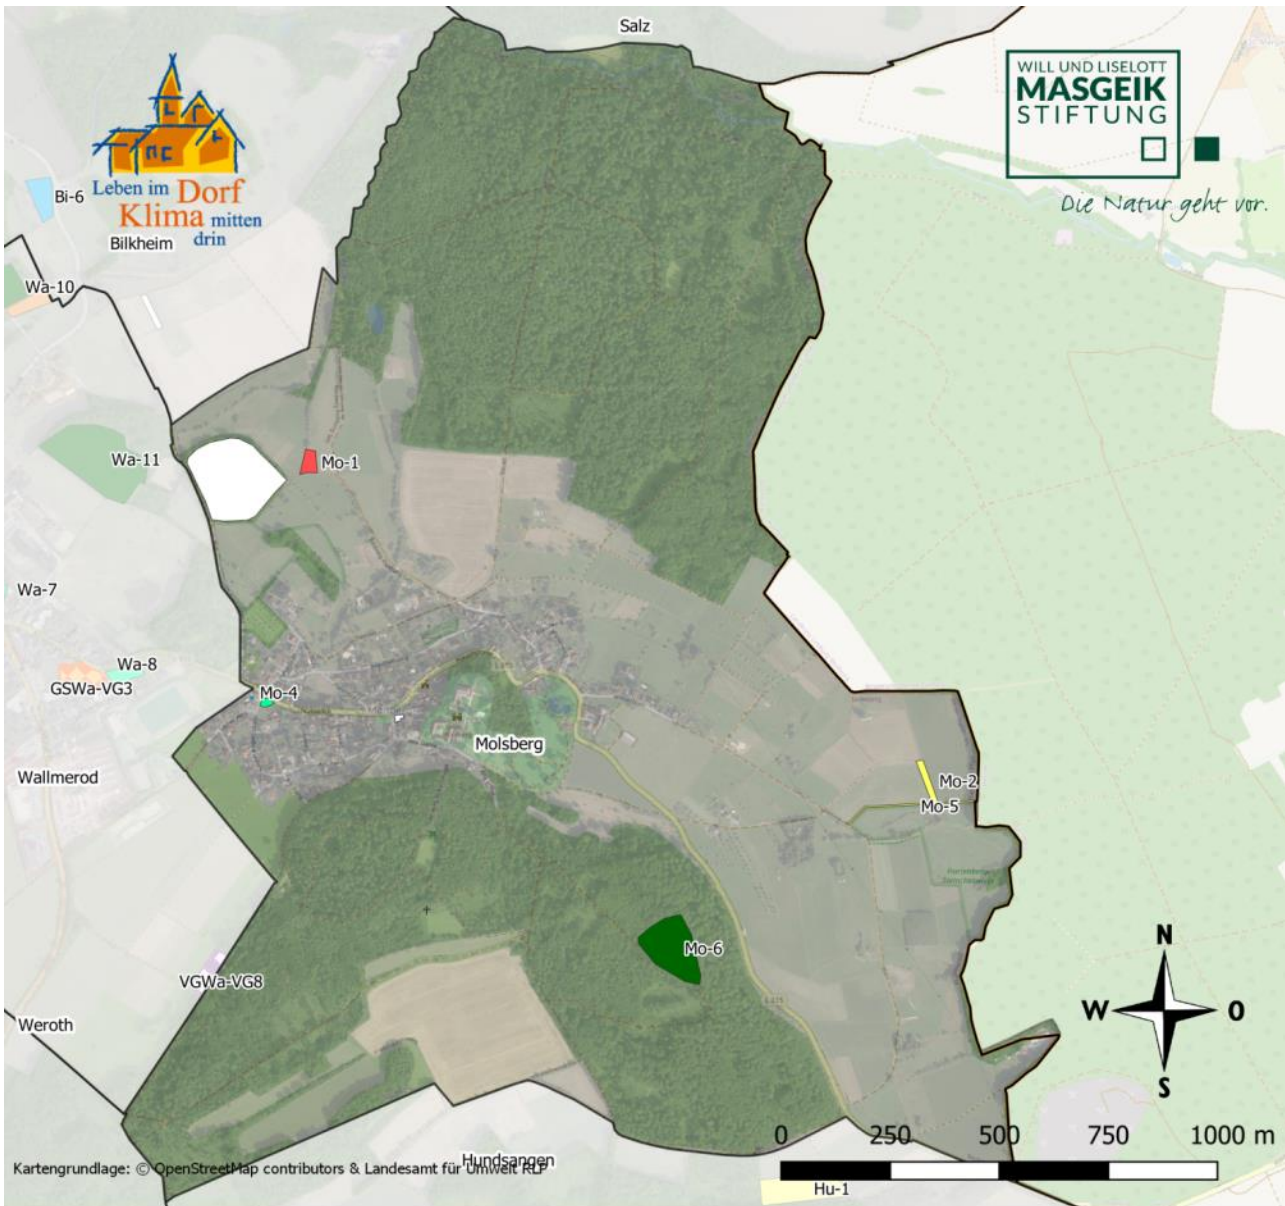 Salz
Leben im Dorf
Klima mitten
drin
WILL UND LISELOTT
MASGEIK
STIFTUNG
Die Natur geht vor.
Bi-6
Bilkheim
Wa-10
Wa-11
Mo-1
Wa-7
Wa-8
GSWa-VG3
Mo-4
Molsberg
Wallmerod
Mo-2
Mo-5
Mo-6
VGWa-VG8
Weroth
N
W O
S
0 250 500 750 1000 m
Hundsangen
Kartengrundlage: © OpenStreetMap contributors & Landesamt für Umwelt RLP
Hu-1